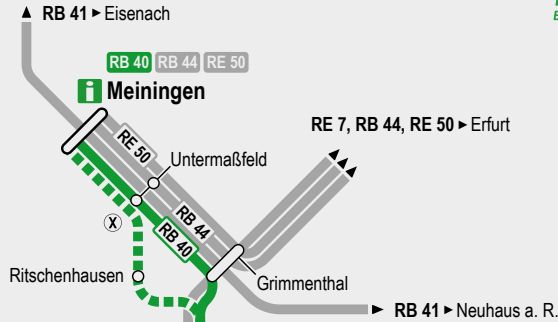 RB 41 ▸ Eisenach
RB 40 RB 44 RE 50
i Meiningen
RE 7, RB 44, RE 50 ▸ Erfurt
RE 50
Untermaßfeld
X
RB 44
RB 40
Ritschenhausen
Grimmenthal
RB 41 ▸ Neuhaus a. R.